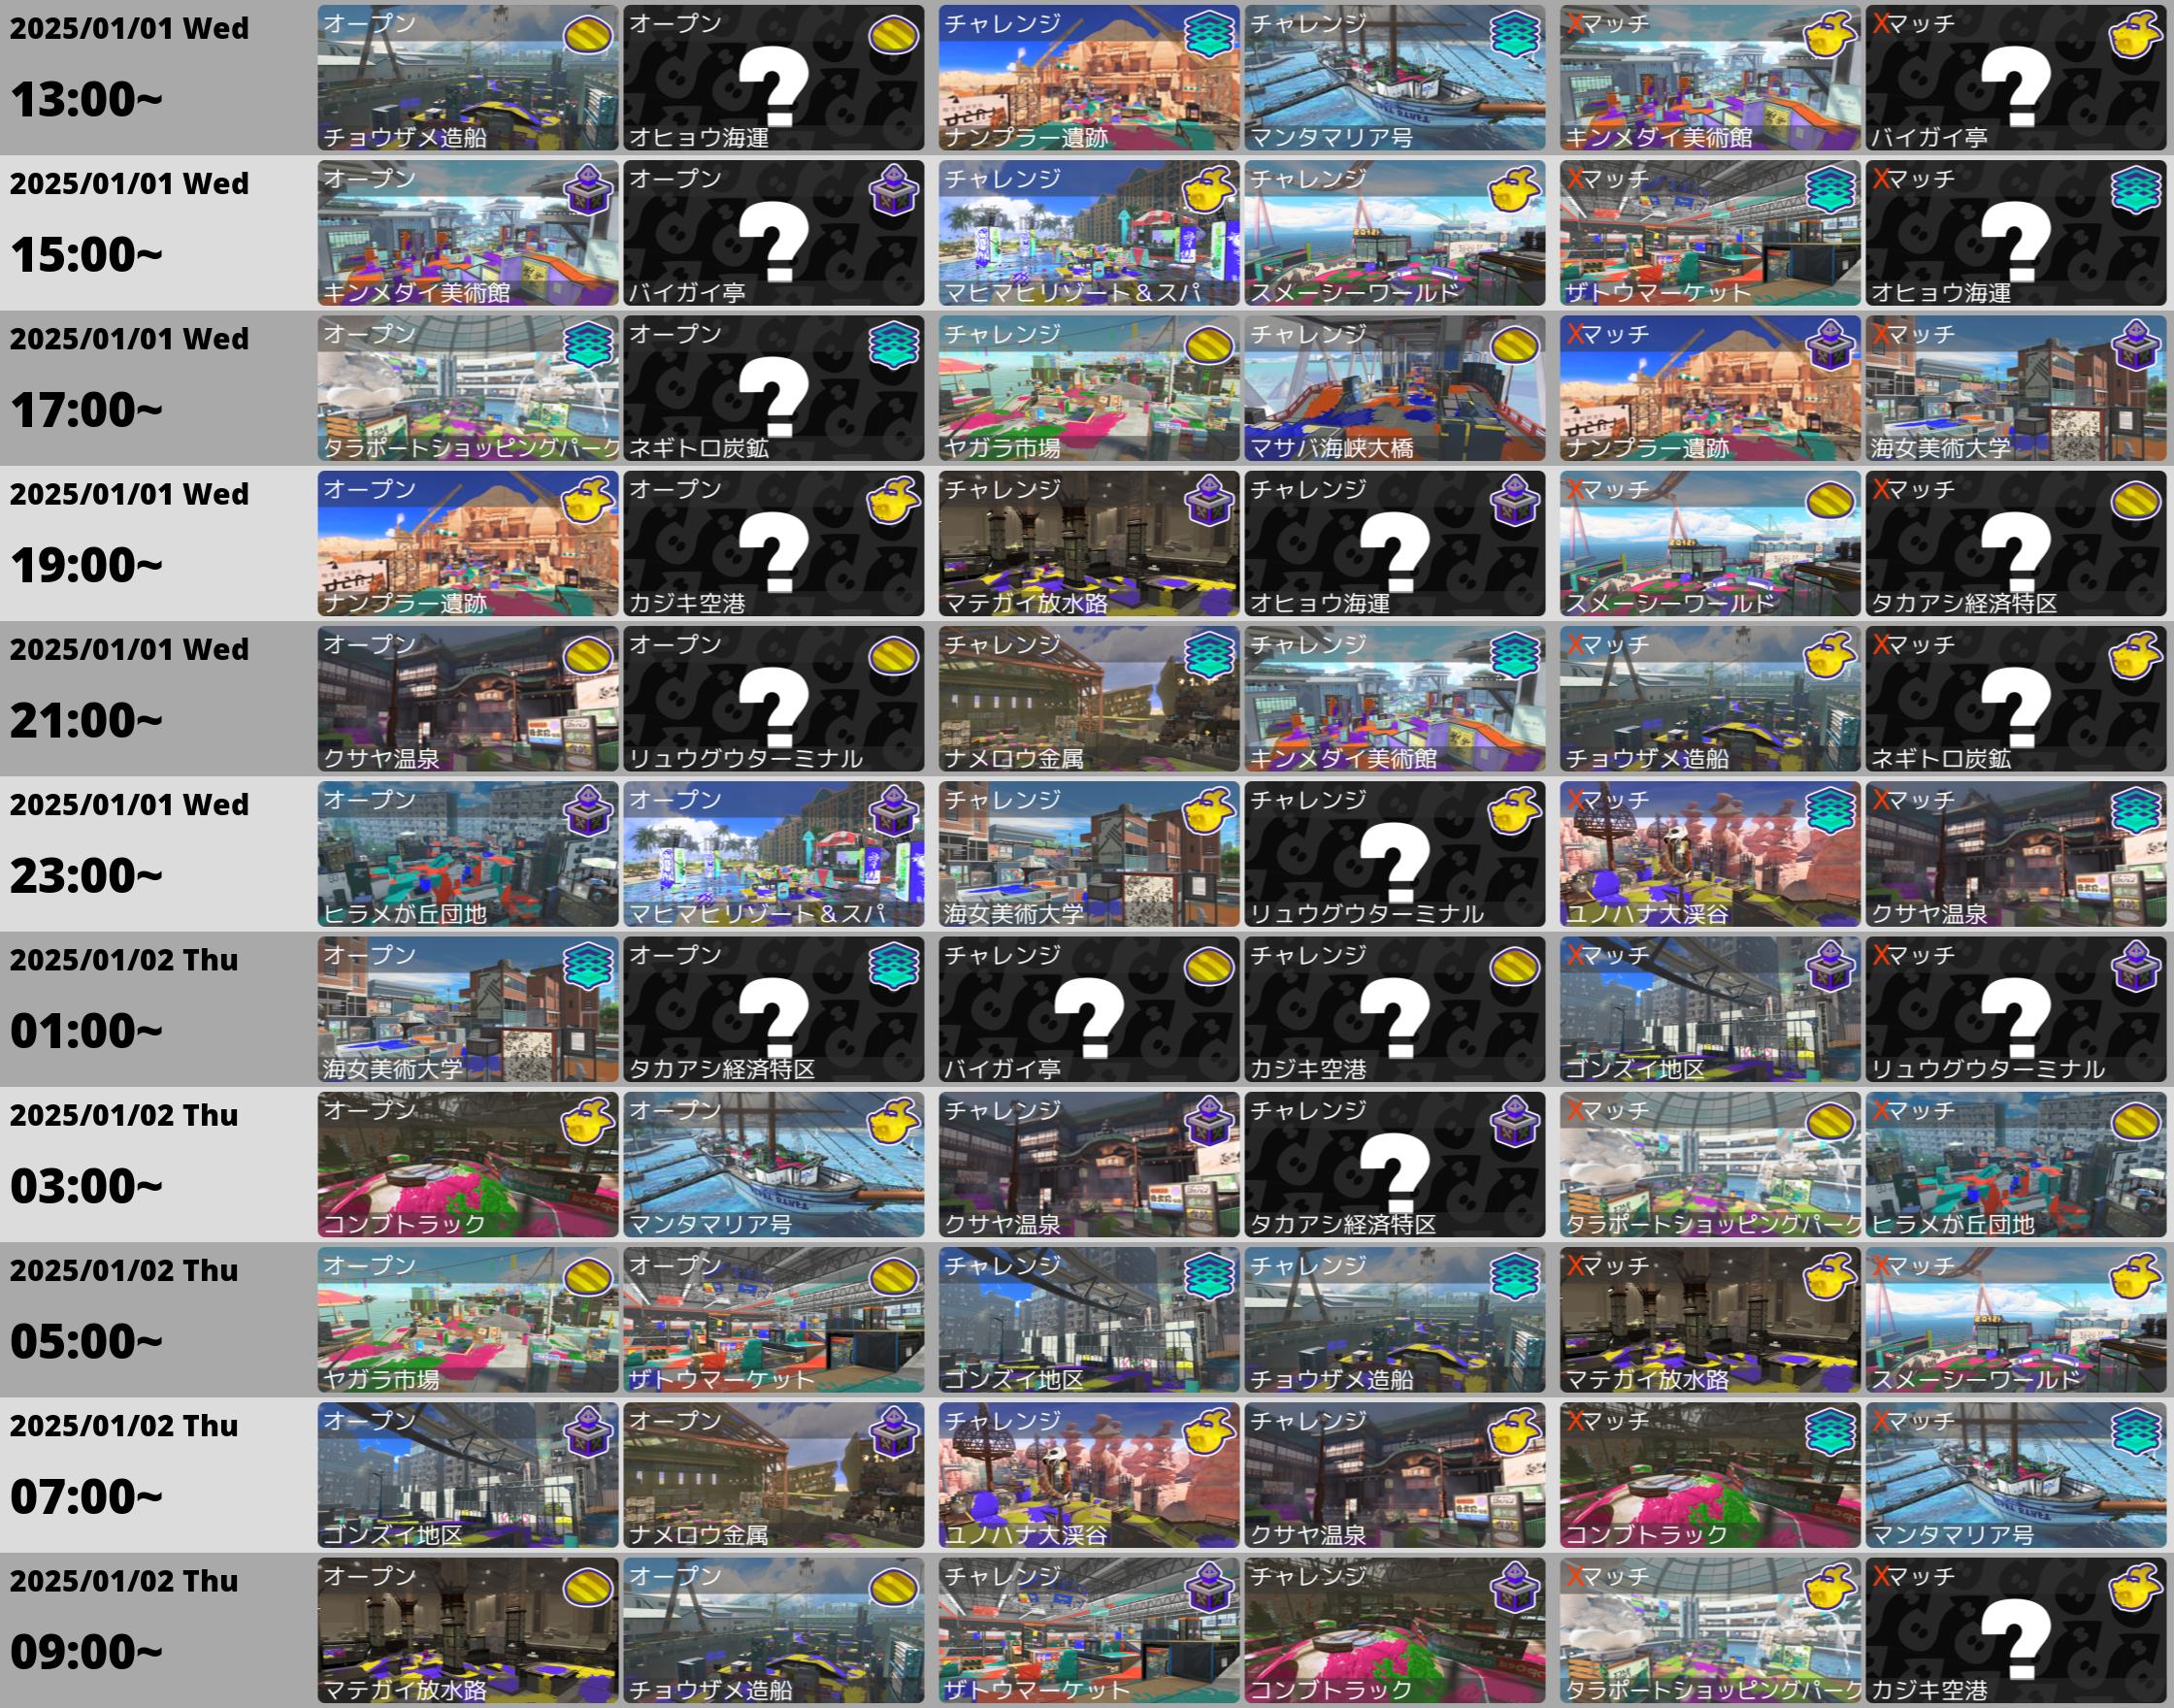 2025/01/01 Wed
13:00~
オープン
チョウザメ造船
オープン
オヒョウ海運
チャレンジ
ナンプラー遺跡
チャレンジ
マンタマリア号
Xマッチ
キンメダイ美術館
Xマッチ
バイガイ亭
2025/01/01 Wed
15:00~
オープン
キンメダイ美術館
オープン
バイガイ亭
チャレンジ
マヒマヒリゾート＆スパ
チャレンジ
スメーシーワールド
Xマッチ
ザトウマーケット
Xマッチ
オヒョウ海運
2025/01/01 Wed
17:00~
オープン
タラポートショッピングパーク
オープン
ネギトロ炭鉱
チャレンジ
ヤガラ市場
チャレンジ
マサバ海峡大橋
Xマッチ
ナンプラー遺跡
Xマッチ
海女美術大学
2025/01/01 Wed
19:00~
オープン
ナンプラー遺跡
オープン
カジキ空港
チャレンジ
マテガイ放水路
チャレンジ
オヒョウ海運
Xマッチ
スメーシーワールド
Xマッチ
タカアシ経済特区
2025/01/01 Wed
21:00~
オープン
クサヤ温泉
オープン
リュウグウターミナル
チャレンジ
ナメロウ金属
チャレンジ
キンメダイ美術館
Xマッチ
チョウザメ造船
Xマッチ
ネギトロ炭鉱
2025/01/01 Wed
23:00~
オープン
ヒラメが丘団地
オープン
マヒマヒリゾート＆スパ
チャレンジ
海女美術大学
チャレンジ
リュウグウターミナル
Xマッチ
ユノハナ大渓谷
Xマッチ
クサヤ温泉
2025/01/02 Thu
01:00~
オープン
海女美術大学
オープン
タカアシ経済特区
チャレンジ
バイガイ亭
チャレンジ
カジキ空港
Xマッチ
ゴンズイ地区
Xマッチ
リュウグウターミナル
2025/01/02 Thu
03:00~
オープン
コンブトラック
オープン
マンタマリア号
チャレンジ
クサヤ温泉
チャレンジ
タカアシ経済特区
Xマッチ
タラポートショッピングパーク
Xマッチ
ヒラメが丘団地
2025/01/02 Thu
05:00~
オープン
ヤガラ市場
オープン
ザトウマーケット
チャレンジ
ゴンズイ地区
チャレンジ
チョウザメ造船
Xマッチ
マテガイ放水路
Xマッチ
スメーシーワールド
2025/01/02 Thu
07:00~
オープン
ゴンズイ地区
オープン
ナメロウ金属
チャレンジ
ユノハナ大渓谷
チャレンジ
クサヤ温泉
Xマッチ
コンブトラック
Xマッチ
マンタマリア号
2025/01/02 Thu
09:00~
オープン
マテガイ放水路
オープン
チョウザメ造船
チャレンジ
ザトウマーケット
チャレンジ
コンブトラック
Xマッチ
タラポートショッピングパーク
Xマッチ
カジキ空港